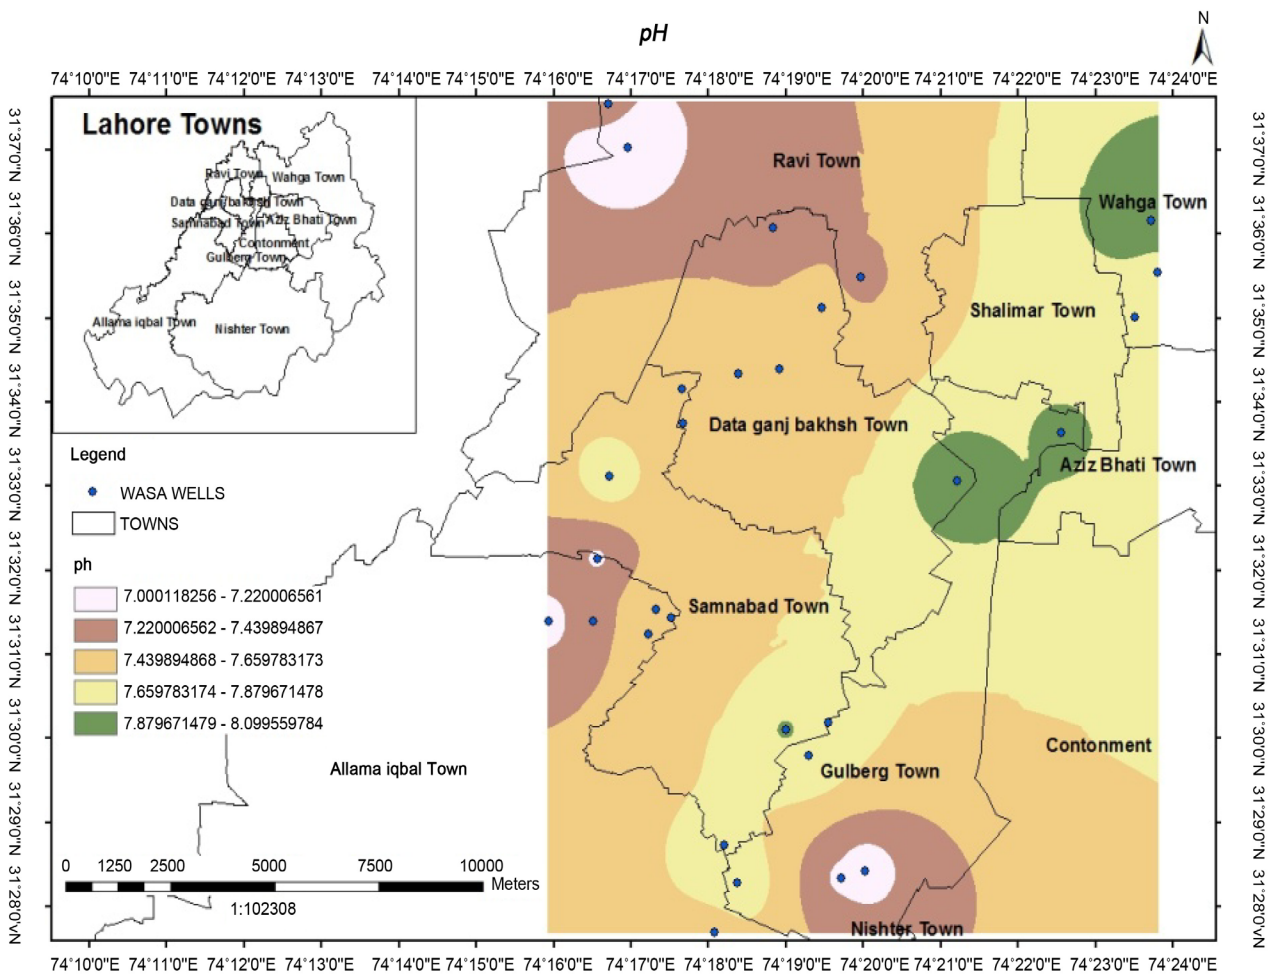 pH
N
74°10'0"E 74°11'0"E 74°12'0"E 74°13'0"E 74°14'0"E 74°15'0"E 74°16'0"E 74°17'0"E 74°18'0"E 74°19'0"E 74°20'0"E 74°21'0"E 74°22'0"E 74°23'0"E 74°24'0"E
31°37'0"N 31°36'0"N 31°35'0"N 31°34'0"N 31°33'0"N 31°32'0"N 31°31'0"N 31°30'0"N 31°29'0"N 31°28'0vN
31°37'0"N 31°36'0"N 31°35'0"N 31°34'0"N 31°33'0"N 31°32'0"N 31°31'0"N 31°30'0"N 31°29'0"N 31°28'0vN
Lahore Towns
Ravi Town
Wahga Town
Data ganj bakhsh Town
Samnabad Town
Aziz Bhati Town
Contonment
Gulberg Town
Allama iqbal Town
Nishter Town
Ravi Town
Wahga Town
Shalimar Town
Data ganj bakhsh Town
Aziz Bhati Town
Samnabad Town
Contonment
Gulberg Town
Allama iqbal Town
Nishter Town
Legend
WASA WELLS
TOWNS
ph
7.000118256 - 7.220006561
7.220006562 - 7.439894867
7.439894868 - 7.659783173
7.659783174 - 7.879671478
7.879671479 - 8.099559784
0 1250 2500 5000 7500 10000
Meters
1:102308
74°10'0"E 74°11'0"E 74°12'0"E 74°13'0"E 74°14'0"E 74°15'0"E 74°16'0"E 74°17'0"E 74°18'0"E 74°19'0"E 74°20'0"E 74°21'0"E 74°22'0"E 74°23'0"E 74°24'0"E